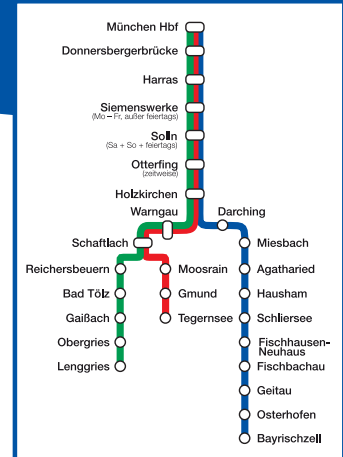 München Hbf
Donnersbergerbrücke
Harras
Siemenswerke
(Mo – Fr, außer feiertags)
Solln
(Sa + So + feiertags)
Otterfing
(zeitweise)
Holzkirchen
Warngau
Darching
Schaftlach
Miesbach
Reichersbeuern
Moosrain
Agatharied
Bad Tölz
Gmund
Hausham
Gaißach
Tegernsee
Schliersee
Obergries
Fischhausen-
Neuhaus
Lenggries
Fischbachau
Geitau
Osterhofen
Bayrischzell